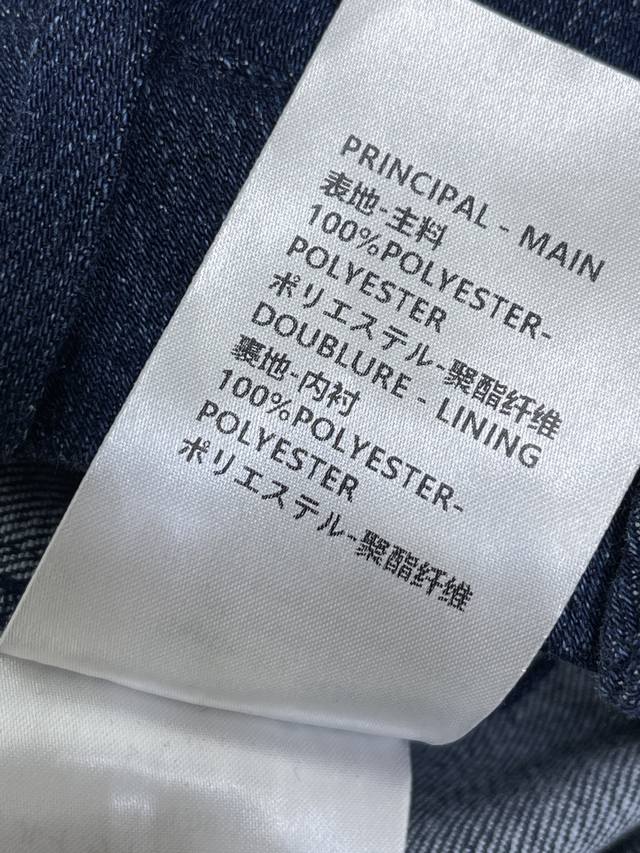 PRINCIPAL - MAIN
表地-主料
100%POLYESTER-
POLYESTER
ポリエステル-聚酯纤维
DOUBLURE - LINING
裏地-内衬
100%POLYESTER-
POLYESTER
ポリエステル-聚酯纤维